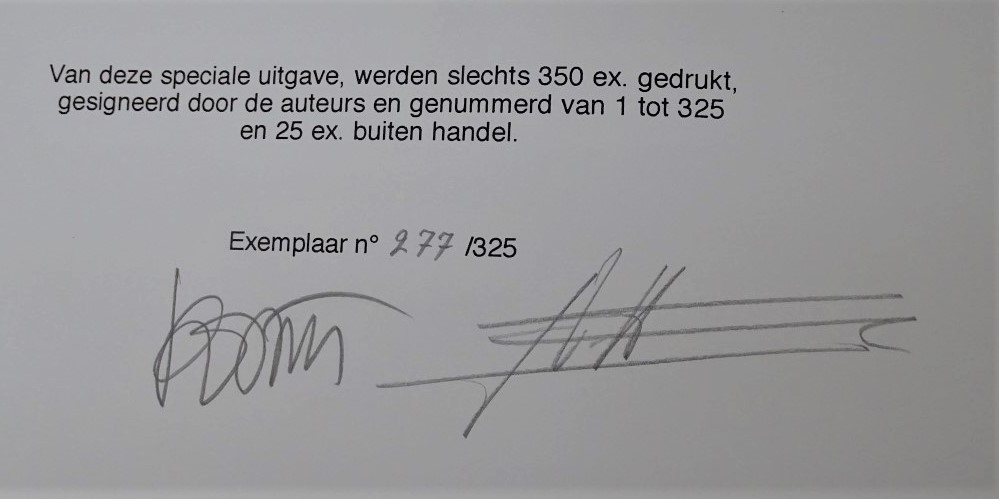 Van deze speciale uitgave, werden slechts 350 ex. gedrukt,
gesigneerd door de auteurs en genummerd van 1 tot 325
en 25 ex. buiten handel.
Exemplaar n° 277 /325